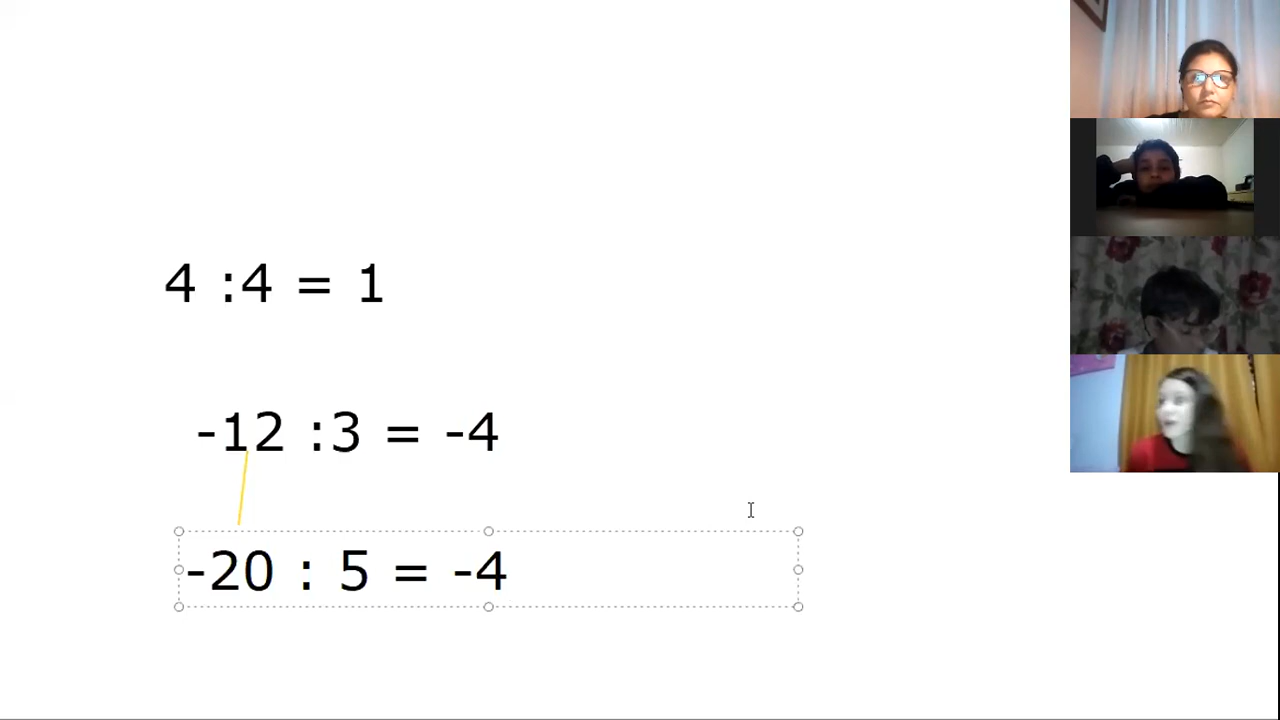 4 :4 = 1
-12 :3 = -4
-20 : 5 = -4